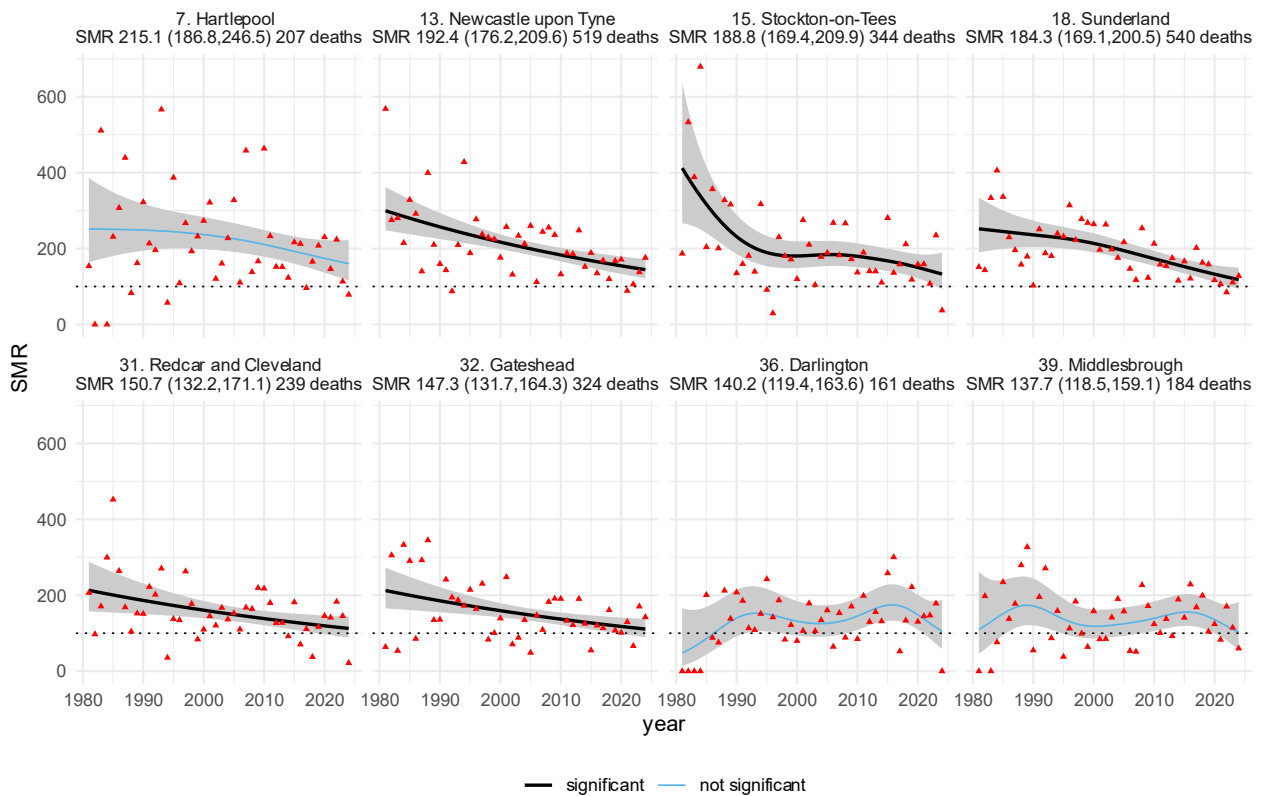 7. Hartlepool
SMR 215.1 (186.8,246.5) 207 deaths
13. Newcastle upon Tyne
SMR 192.4 (176.2,209.6) 519 deaths
15. Stockton-on-Tees
SMR 188.8 (169.4,209.9) 344 deaths
18. Sunderland
SMR 184.3 (169.1,200.5) 540 deaths
600
400
200
0
SMR
31. Redcar and Cleveland
SMR 150.7 (132.2,171.1) 239 deaths
32. Gateshead
SMR 147.3 (131.7,164.3) 324 deaths
36. Darlington
SMR 140.2 (119.4,163.6) 161 deaths
39. Middlesbrough
SMR 137.7 (118.5,159.1) 184 deaths
600
400
200
0
1980 1990 2000 2010 2020
1980 1990 2000 2010 2020
1980 1990 2000 2010 2020
1980 1990 2000 2010 2020
year
significant not significant